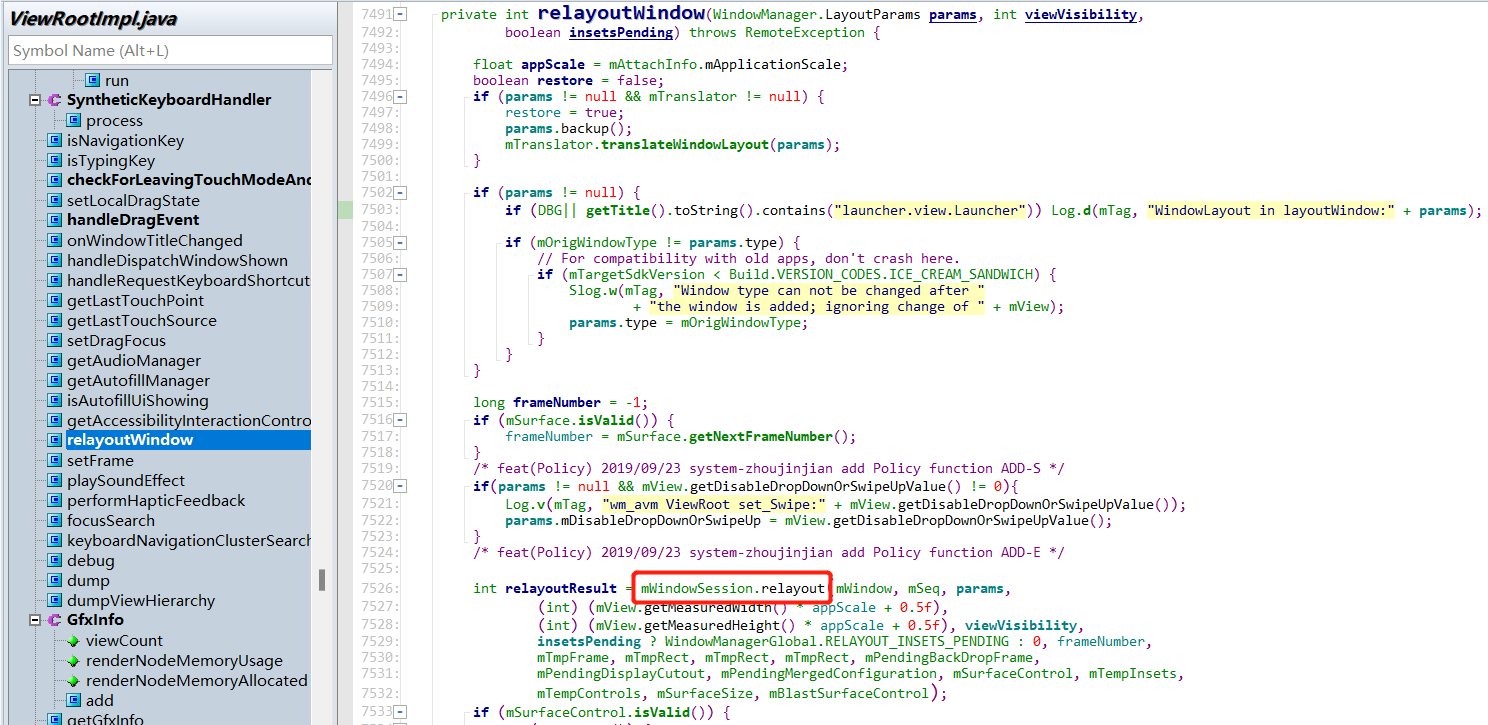 ViewRootImpl.java
Symbol Name (Alt+L)
run
SyntheticKeyboardHandler
process
isNavigationKey
isTypingKey
checkForLeavingTouchModeAnd
setLocalDragState
handleDragEvent
onWindowTitleChanged
handleDispatchWindowShown
handleRequestKeyboardShortcut
getLastTouchPoint
getLastTouchSource
setDragFocus
getAudioManager
getAutofillManager
isAutofillUiShowing
getAccessibilityInteractionContro
relayoutWindow
setFrame
playSoundEffect
performHapticFeedback
focusSearch
keyboardNavigationClusterSearch
debug
dump
dumpViewHierarchy
GfxInfo
viewCount
renderNodeMemoryUsage
renderNodeMemoryAllocated
add
getGfxInfo
7491: private int relayoutWindow(WindowManager.LayoutParams params, int viewVisibility,
7492: boolean insetsPending) throws RemoteException {
7493:
7494: float appScale = mAttachInfo.mApplicationScale;
7495: boolean restore = false;
7496: if (params != null && mTranslator != null) {
7497: restore = true;
7498: params.backup();
7499: mTranslator.translateWindowLayout(params);
7500: }
7501:
7502: if (params != null) {
7503: if (DBG|| getTitle().toString().contains("launcher.view.Launcher")) Log.d(mTag, "WindowLayout in layoutWindow:" + params);
7504:
7505: if (mOrigWindowType != params.type) {
7506: // For compatibility with old apps, don't crash here.
7507: if (mTargetSdkVersion < Build.VERSION_CODES.ICE_CREAM_SANDWICH) {
7508: Slog.w(mTag, "Window type can not be changed after "
7509: + "the window is added; ignoring change of " + mView);
7510: params.type = mOrigWindowType;
7511: }
7512: }
7513: }
7514:
7515: long frameNumber = -1;
7516: if (mSurface.isValid()) {
7517: frameNumber = mSurface.getNextFrameNumber();
7518: }
7519: /* feat(Policy) 2019/09/23 system-zhoujinjian add Policy function ADD-S */
7520: if(params != null && mView.getDisableDropDownOrSwipeUpValue() != 0){
7521: Log.v(mTag, "wm_avm ViewRoot set_Swipe:" + mView.getDisableDropDownOrSwipeUpValue());
7522: params.mDisableDropDownOrSwipeUp = mView.getDisableDropDownOrSwipeUpValue();
7523: }
7524: /* feat(Policy) 2019/09/23 system-zhoujinjian add Policy function ADD-E */
7525:
7526: int relayoutResult = mWindowSession.relayout(mWindow, mSeq, params,
7527: (int) (mView.getMeasuredWidth() * appScale + 0.5f),
7528: (int) (mView.getMeasuredHeight() * appScale + 0.5f), viewVisibility,
7529: insetsPending ? WindowManagerGlobal.RELAYOUT_INSETS_PENDING : 0, frameNumber,
7530: mTmpFrame, mTmpRect, mTmpRect, mTmpRect, mPendingBackDropFrame,
7531: mPendingDisplayCutout, mPendingMergedConfiguration, mSurfaceControl, mTempInsets,
7532: mTempControls, mSurfaceSize, mBlastSurfaceControl);
7533: if (mSurfaceControl.isValid()) {